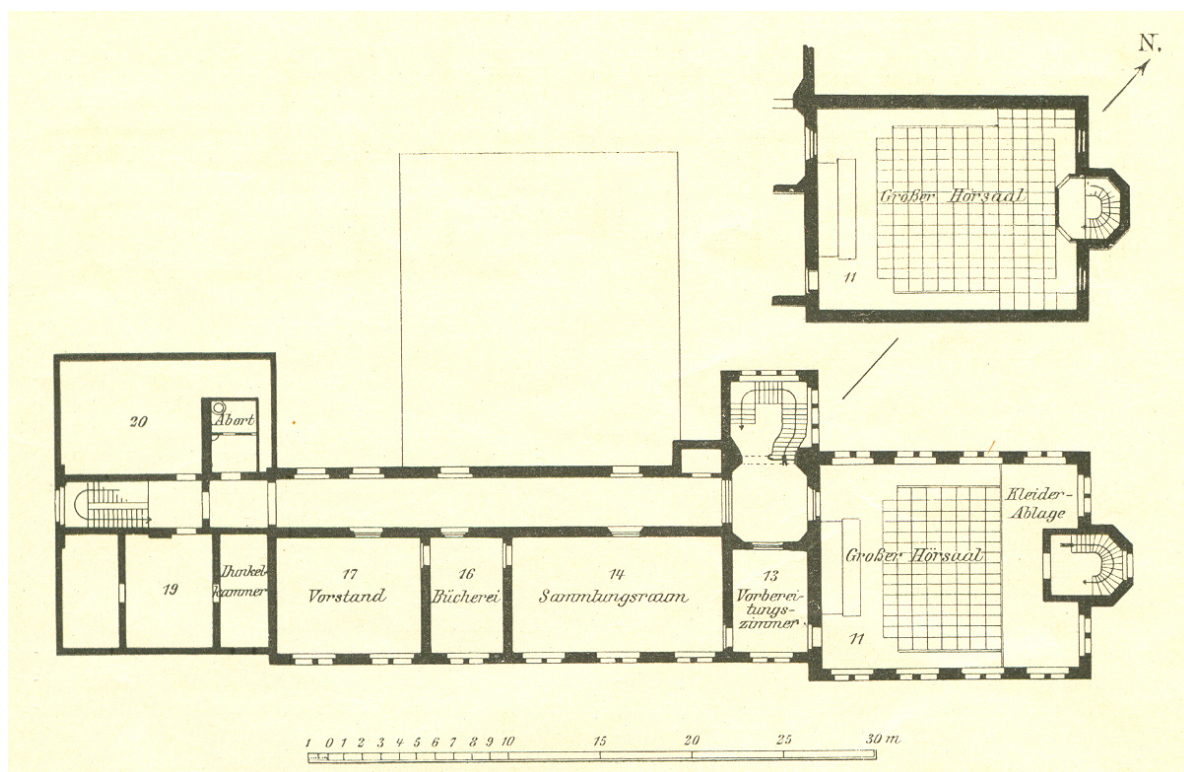 N.
Großer Hörsaal
11
20
Abort
Kleider-
Ablage
19
Dunkel-
kammer
17
Vorstand
16
Bücherei
14
Sammlungsraum
13
Vorberei-
tungs-
zimmer
Großer Hörsaal
11
1 0 1 2 3 4 5 6 7 8 9 10 15 20 25 30 m